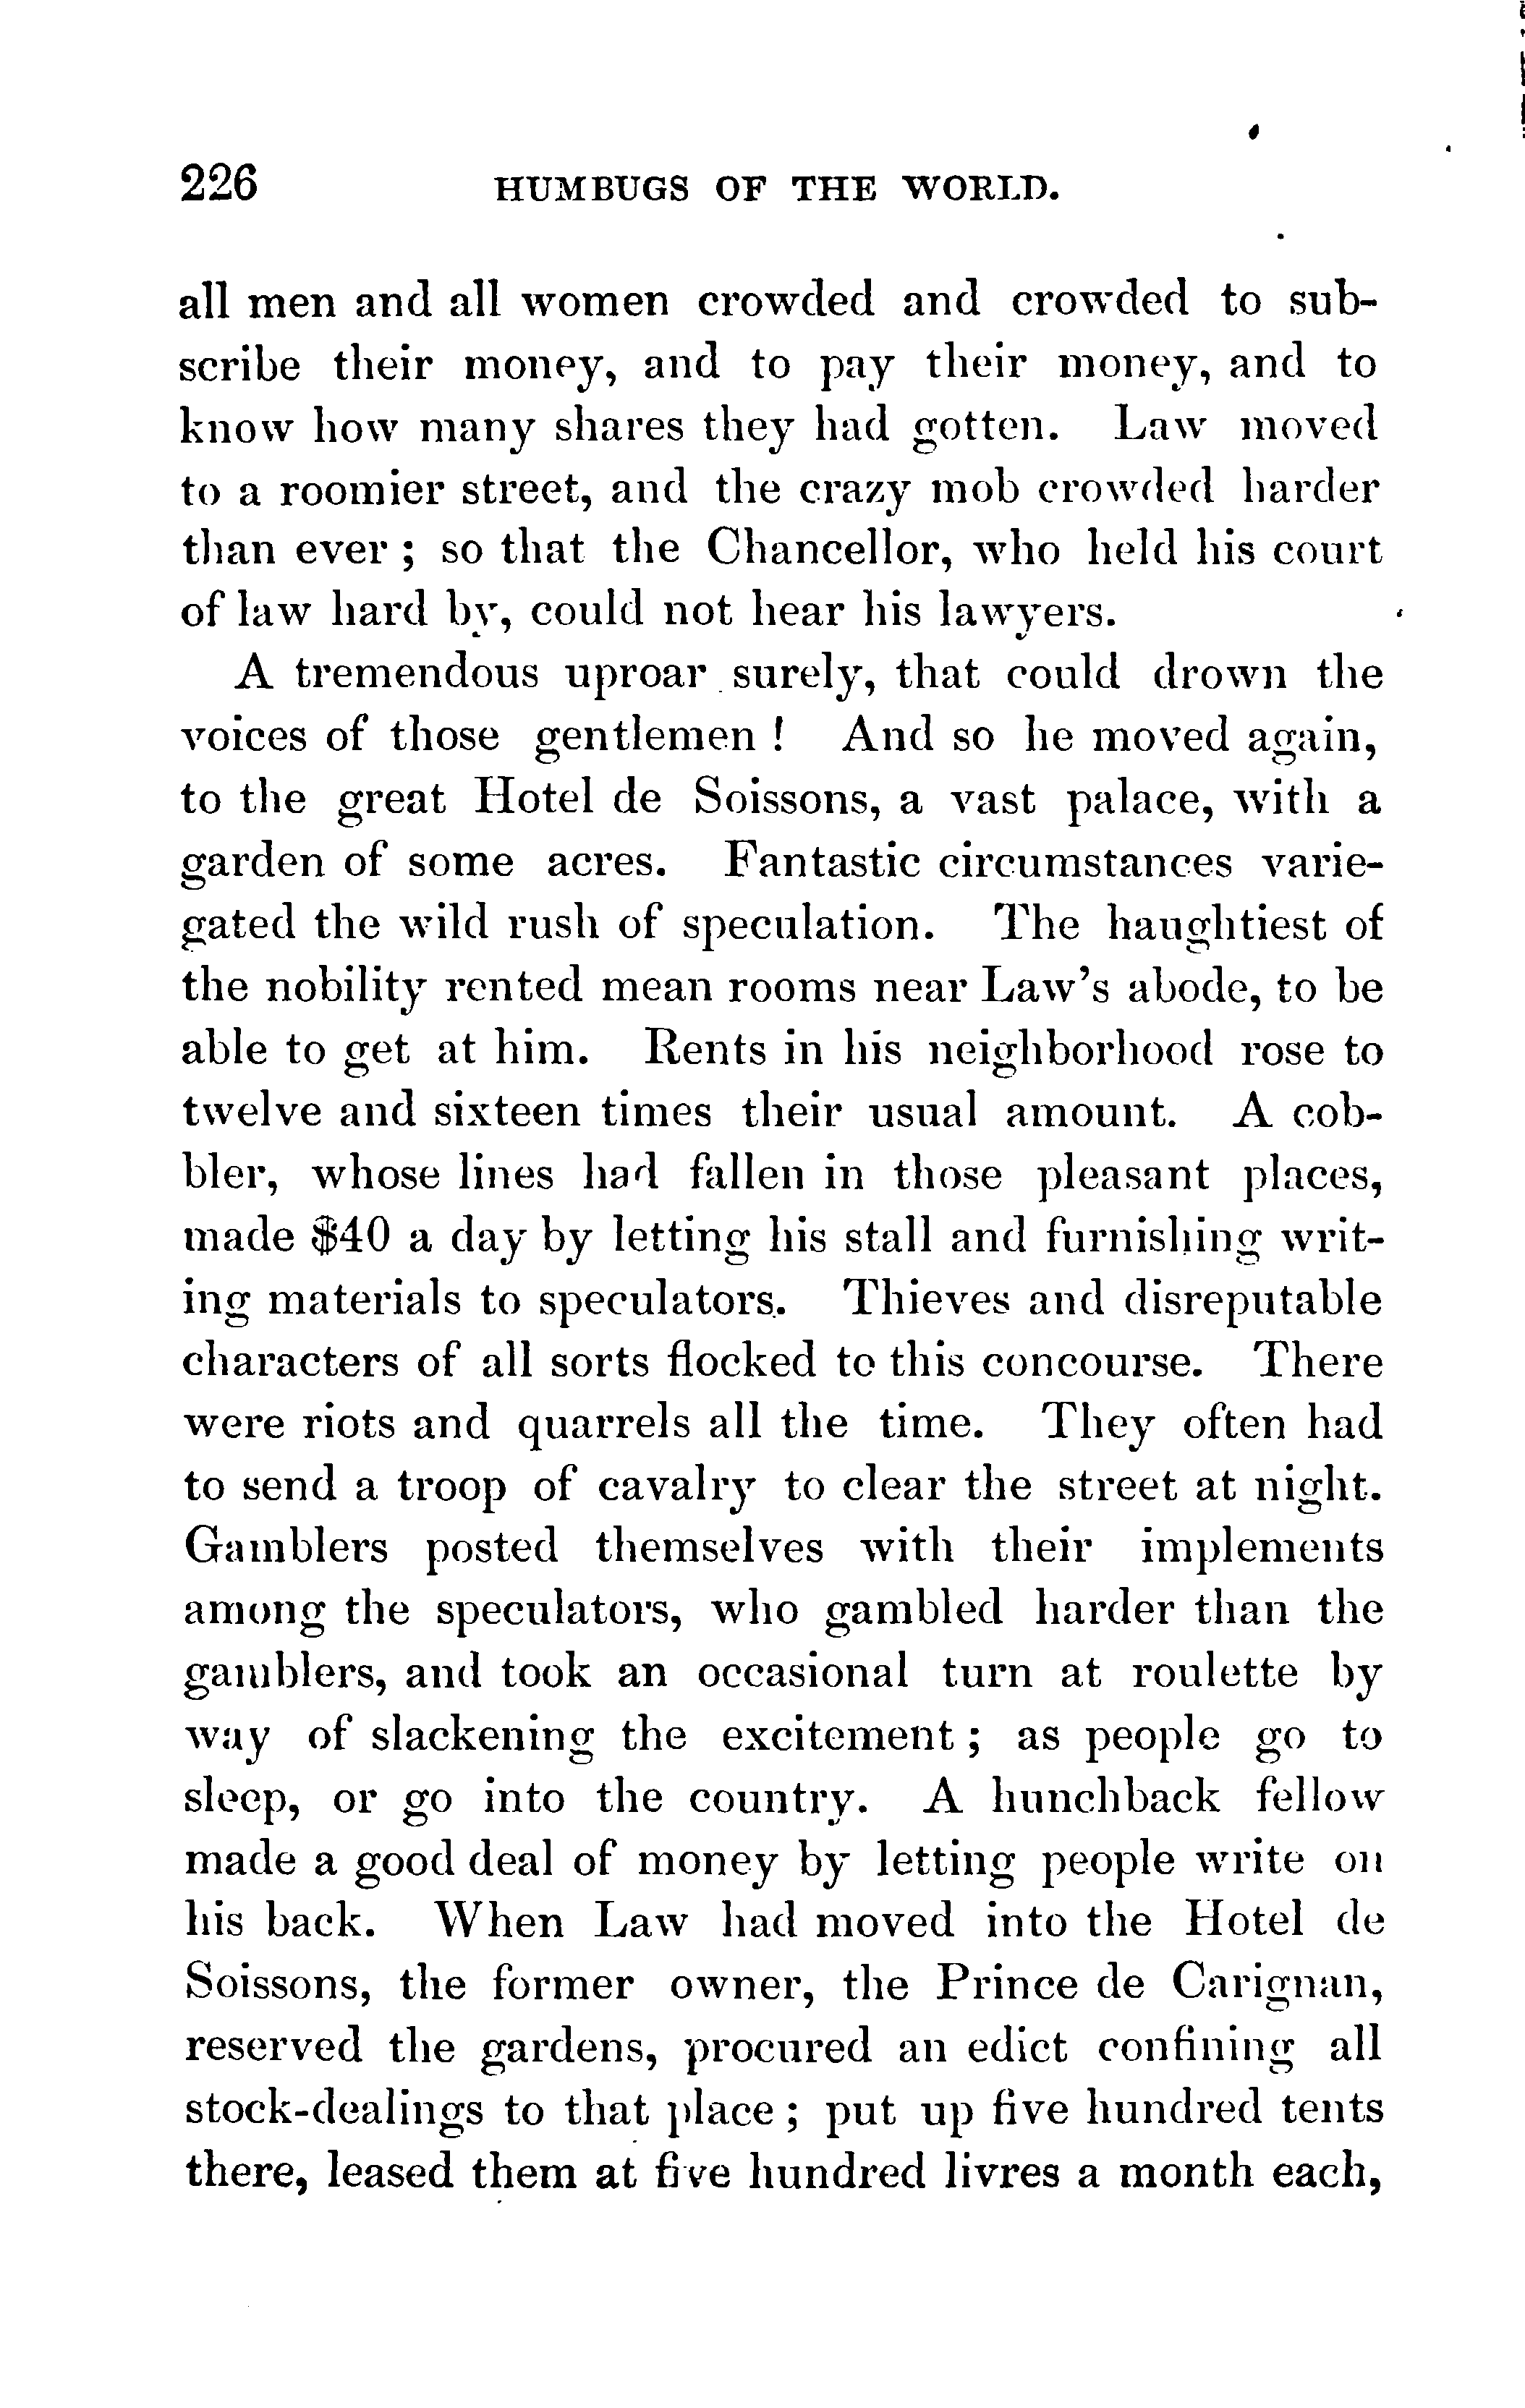 226 HUMBUGS OF THE WORLD.
all men and all women crowded and crowded to sub-
scribe their money, and to pay their money, and to
know how many shares they had gotten. Law moved
to a roomier street, and the crazy mob crowded harder
than ever ; so that the Chancellor, who held his court
of law hard by, could not hear his lawyers.
A tremendous uproar surely, that could drown the
voices of those gentlemen ! And so he moved again,
to the great Hotel de Soissons, a vast palace, with a
garden of some acres. Fantastic circumstances varie-
gated the wild rush of speculation. The haughtiest of
the nobility rented mean rooms near Law's abode, to be
able to get at him. Rents in his neighborhood rose to
twelve and sixteen times their usual amount. A cob-
bler, whose lines had fallen in those pleasant places,
made $40 a day by letting his stall and furnishing writ-
ing materials to speculators. Thieves and disreputable
characters of all sorts flocked to this concourse. There
were riots and quarrels all the time. They often had
to send a troop of cavalry to clear the street at night.
Gamblers posted themselves with their implements
among the speculators, who gambled harder than the
gamblers, and took an occasional turn at roulette by
way of slackening the excitement ; as people go to
sleep, or go into the country. A hunchback fellow
made a good deal of money by letting people write on
his back. When Law had moved into the Hotel de
Soissons, the former owner, the Prince de Carignan,
reserved the gardens, procured an edict confining all
stock-dealings to that place ; put up five hundred tents
there, leased them at five hundred livres a month each,